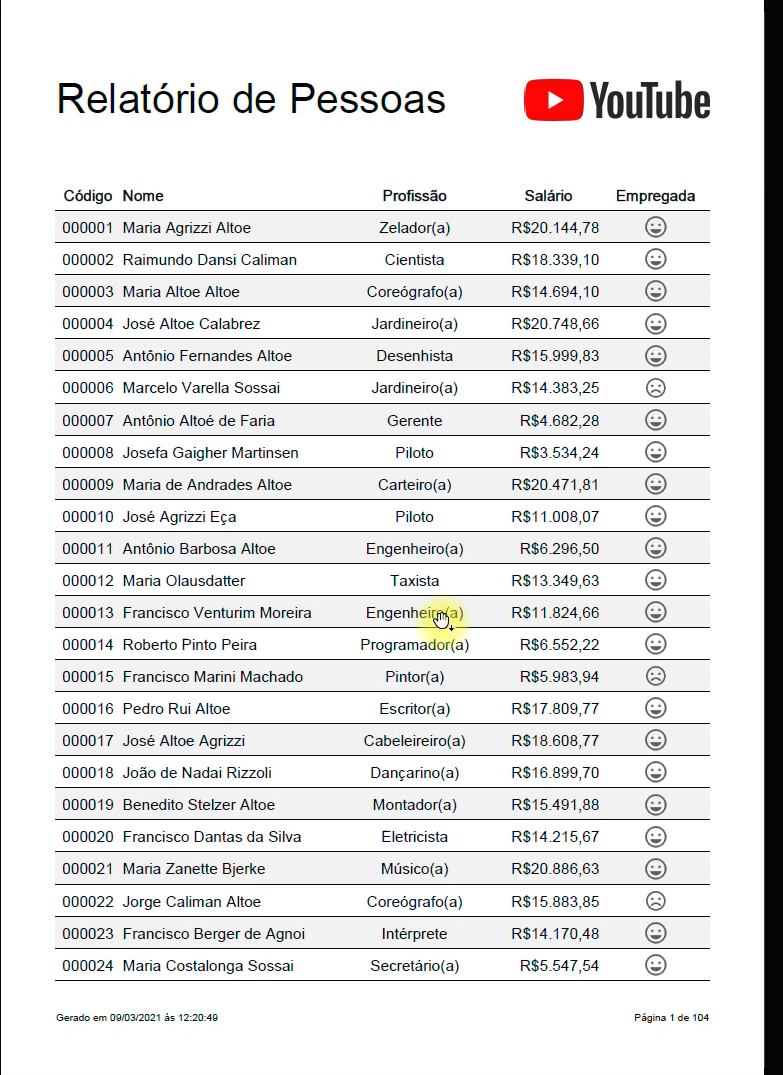 Relatório de Pessoas YouTube
Código Nome Profissão Salário Empregada
000001 Maria Agrizzi Altoe Zelador(a) R$20.144,78
000002 Raimundo Dansi Caliman Cientista R$18.339,10
000003 Maria Altoe Altoe Coreógrafo(a) R$14.694,10
000004 José Altoe Calabrez Jardineiro(a) R$20.748,66
000005 Antônio Fernandes Altoe Desenhista R$15.999,83
000006 Marcelo Varella Sossai Jardineiro(a) R$14.383,25
000007 Antônio Altoé de Faria Gerente R$4.682,28
000008 Josefa Gaigher Martinsen Piloto R$3.534,24
000009 Maria de Andrades Altoe Carteiro(a) R$20.471,81
000010 José Agrizzi Eça Piloto R$11.008,07
000011 Antônio Barbosa Altoe Engenheiro(a) R$6.296,50
000012 Maria Olausdatter Taxista R$13.349,63
000013 Francisco Venturim Moreira Engenheiro(a) R$11.824,66
000014 Roberto Pinto Peira Programador(a) R$6.552,22
000015 Francisco Marini Machado Pintor(a) R$5.983,94
000016 Pedro Rui Altoe Escritor(a) R$17.809,77
000017 José Altoe Agrizzi Cabeleireiro(a) R$18.608,77
000018 João de Nadai Rizzoli Dançarino(a) R$16.899,70
000019 Benedito Stelzer Altoe Montador(a) R$15.491,88
000020 Francisco Dantas da Silva Eletricista R$14.215,67
000021 Maria Zanette Bjerke Músico(a) R$20.886,63
000022 Jorge Caliman Altoe Coreógrafo(a) R$15.883,85
000023 Francisco Berger de Agnoi Intérprete R$14.170,48
000024 Maria Costalonga Sossai Secretário(a) R$5.547,54
Gerado em 09/03/2021 às 12:20:49 Página 1 de 104